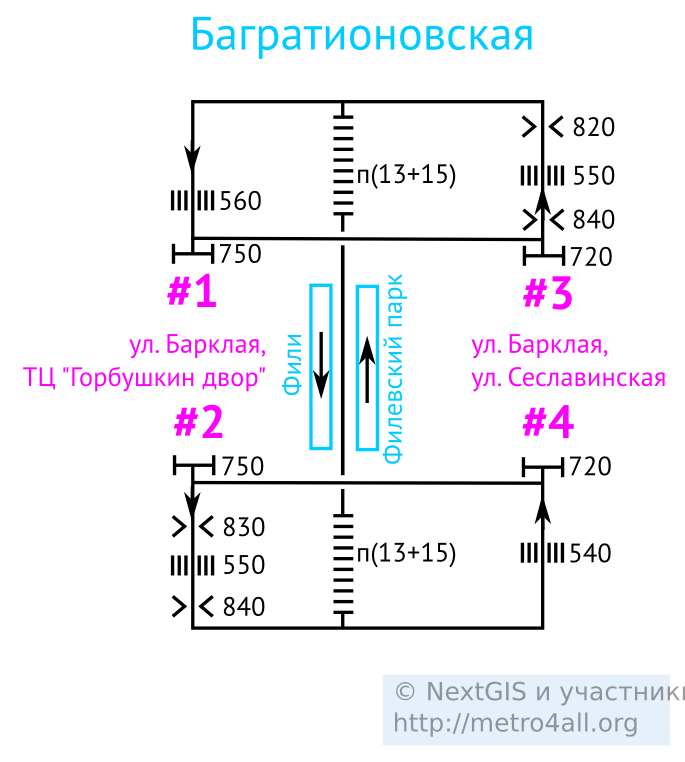 Багратионовская
820
п(13+15)
550
560
840
750
720
#1
#3
Фили
Филевский парк
ул. Барклая,
ТЦ "Горбушкин двор"
ул. Барклая,
ул. Сеславинская
#2
#4
750
720
830
п(13+15)
550
540
840
© NextGIS и участники
http://metro4all.org